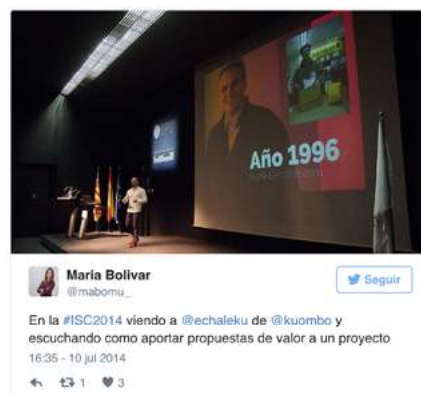 Año 1996
Maria Bolivar
@mabomu_
Seguir
En la #ISC2014 viendo a @echaleku de @kuombo y
escuchando como aportar propuestas de valor a un proyecto
16:35 - 10 jul 2014
1
3